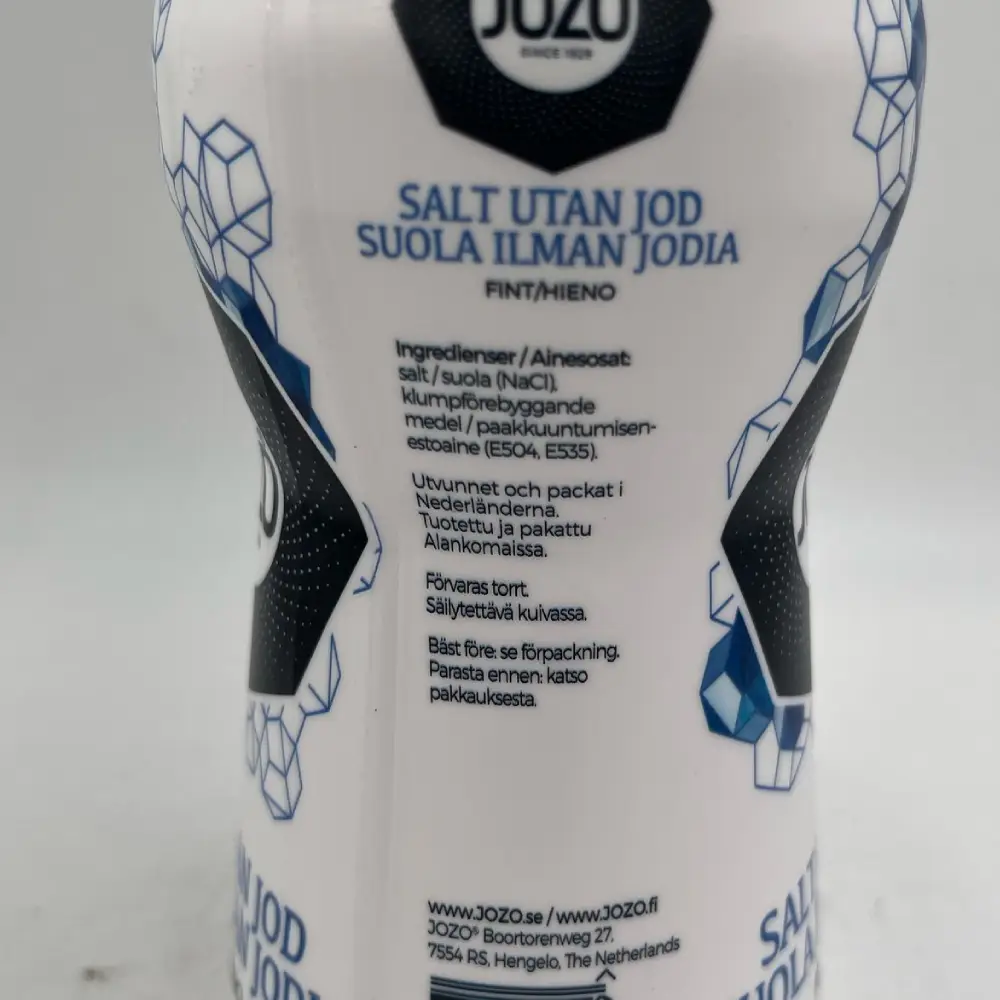 JOZO
SINCE 1929
SALT UTAN JOD
SUOLA ILMAN JODIA
FINT/HIENO
Ingredienser / Ainesosat:
salt / suola (NaCl),
klumpförebyggande
medel / paakkuuntumisen-
estoaine (E504, E535).
Utvunnet och packat i
Nederländerna.
Tuotettu ja pakattu
Alankomaissa.
Förvaras torrt.
Säilytettävä kuivassa.
Bäst före: se förpackning.
Parasta ennen: katso
pakkauksesta.
www.JOZO.se / www.JOZO.fi
JOZO® Boortorenweg 27,
7554 RS, Hengelo, The Netherlands
JOD
SALT